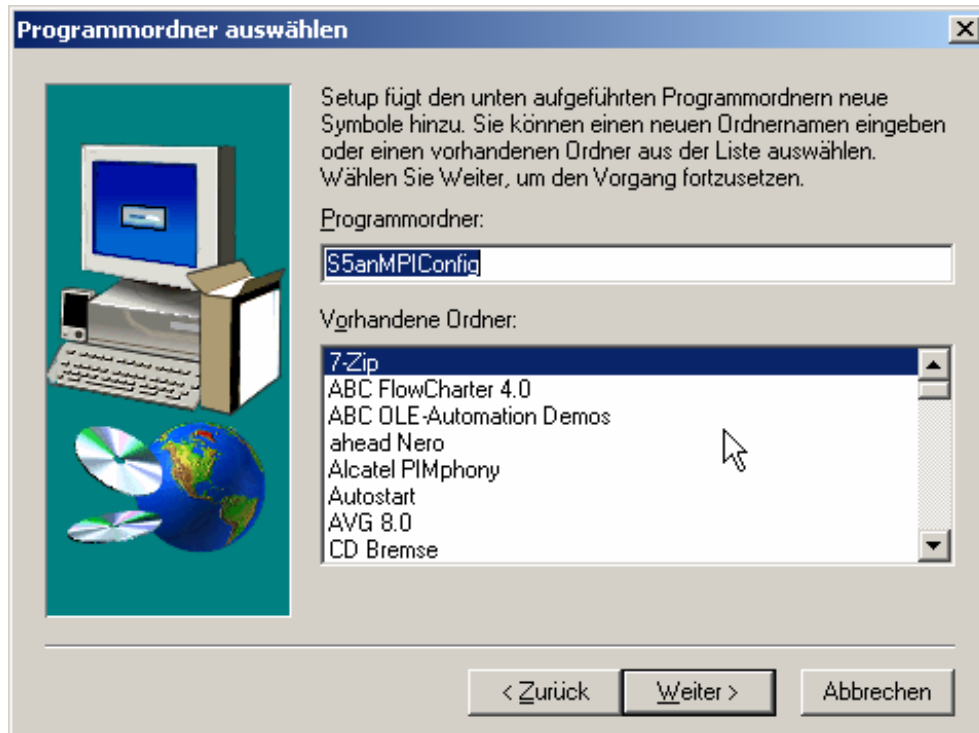 Programmordner auswählen
Setup fügt den unten aufgeführten Programmordnern neue
Symbole hinzu. Sie können einen neuen Ordnernamen eingeben
oder einen vorhandenen Ordner aus der Liste auswählen.
Wählen Sie Weiter, um den Vorgang fortzusetzen.
Programmordner:
S5anMPIConfig
Vorhandene Ordner:
7-Zip
ABC FlowCharter 4.0
ABC OLE-Automation Demos
ahead Nero
Alcatel PIMphony
Autostart
AVG 8.0
CD Bremse
< Zurück Weiter > Abbrechen